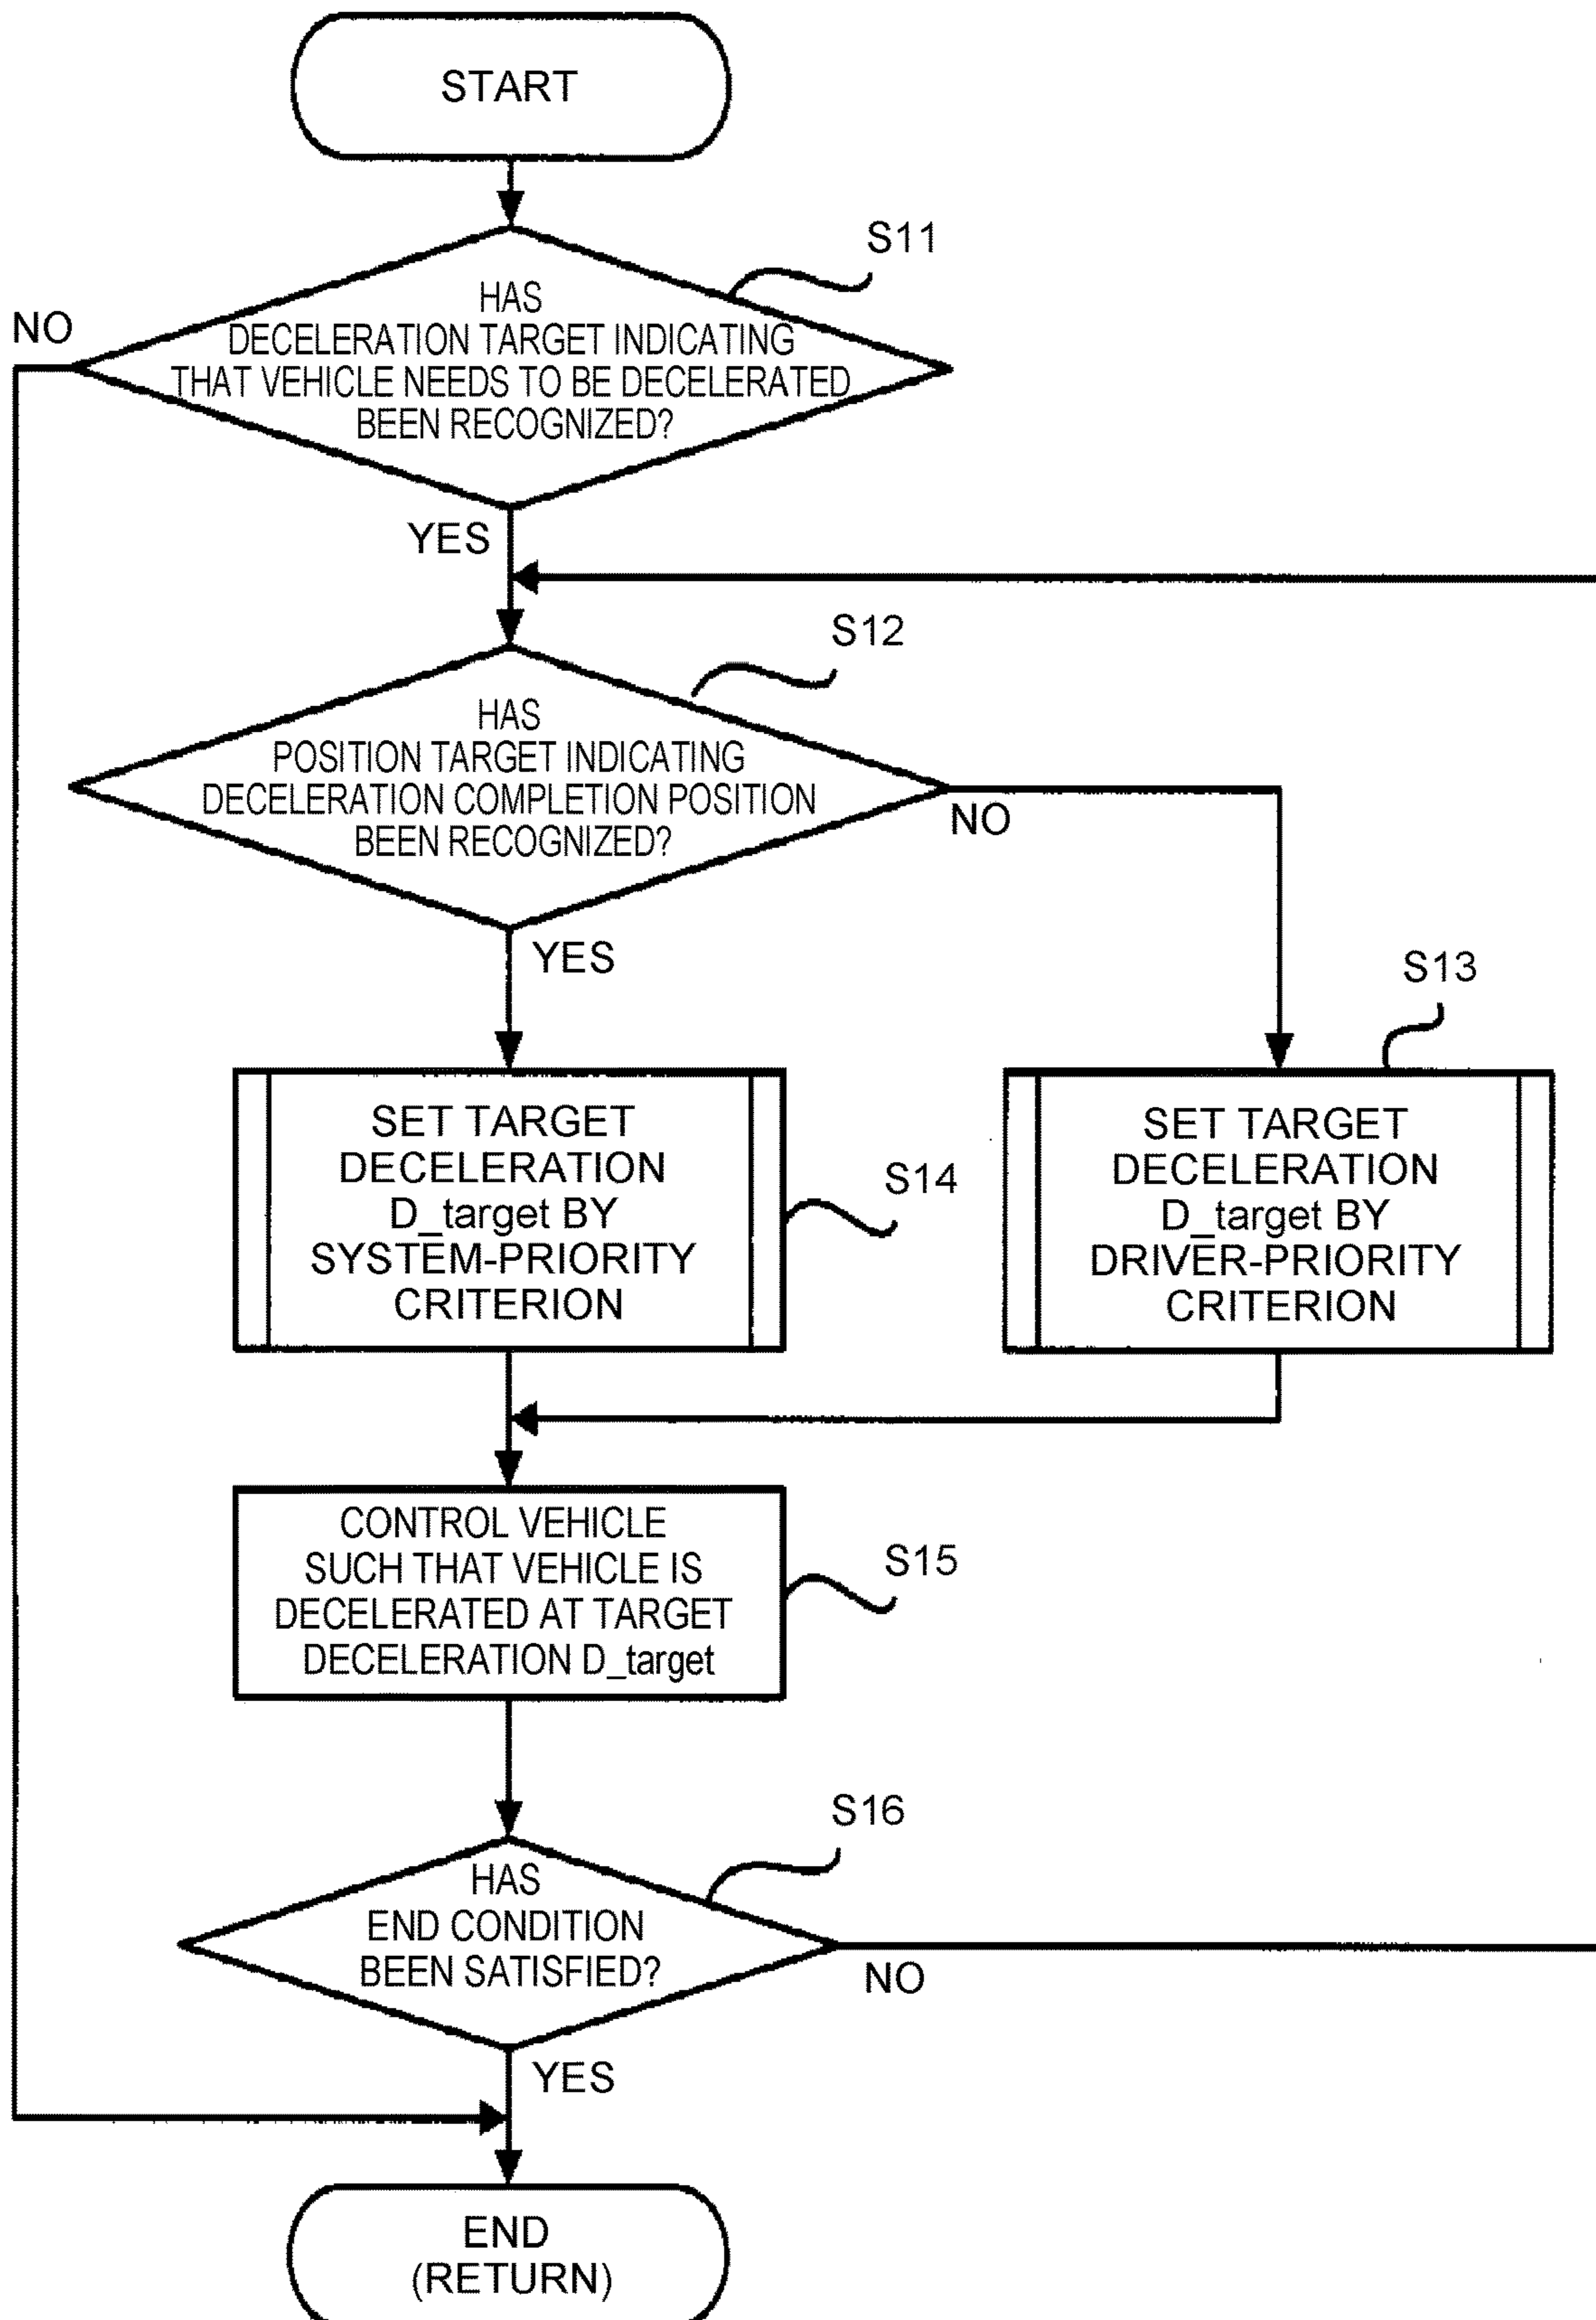 START
S11
HAS
DECELERATION TARGET INDICATING
THAT VEHICLE NEEDS TO BE DECELERATED
BEEN RECOGNIZED?
NO
YES
S12
HAS
POSITION TARGET INDICATING
DECELERATION COMPLETION POSITION
BEEN RECOGNIZED?
NO
YES
S13
SET TARGET
DECELERATION
D_target BY
SYSTEM-PRIORITY
CRITERION
S14
SET TARGET
DECELERATION
D_target BY
DRIVER-PRIORITY
CRITERION
CONTROL VEHICLE
SUCH THAT VEHICLE IS
DECELERATED AT TARGET
DECELERATION D_target
S15
S16
HAS
END CONDITION
BEEN SATISFIED?
NO
YES
END
(RETURN)